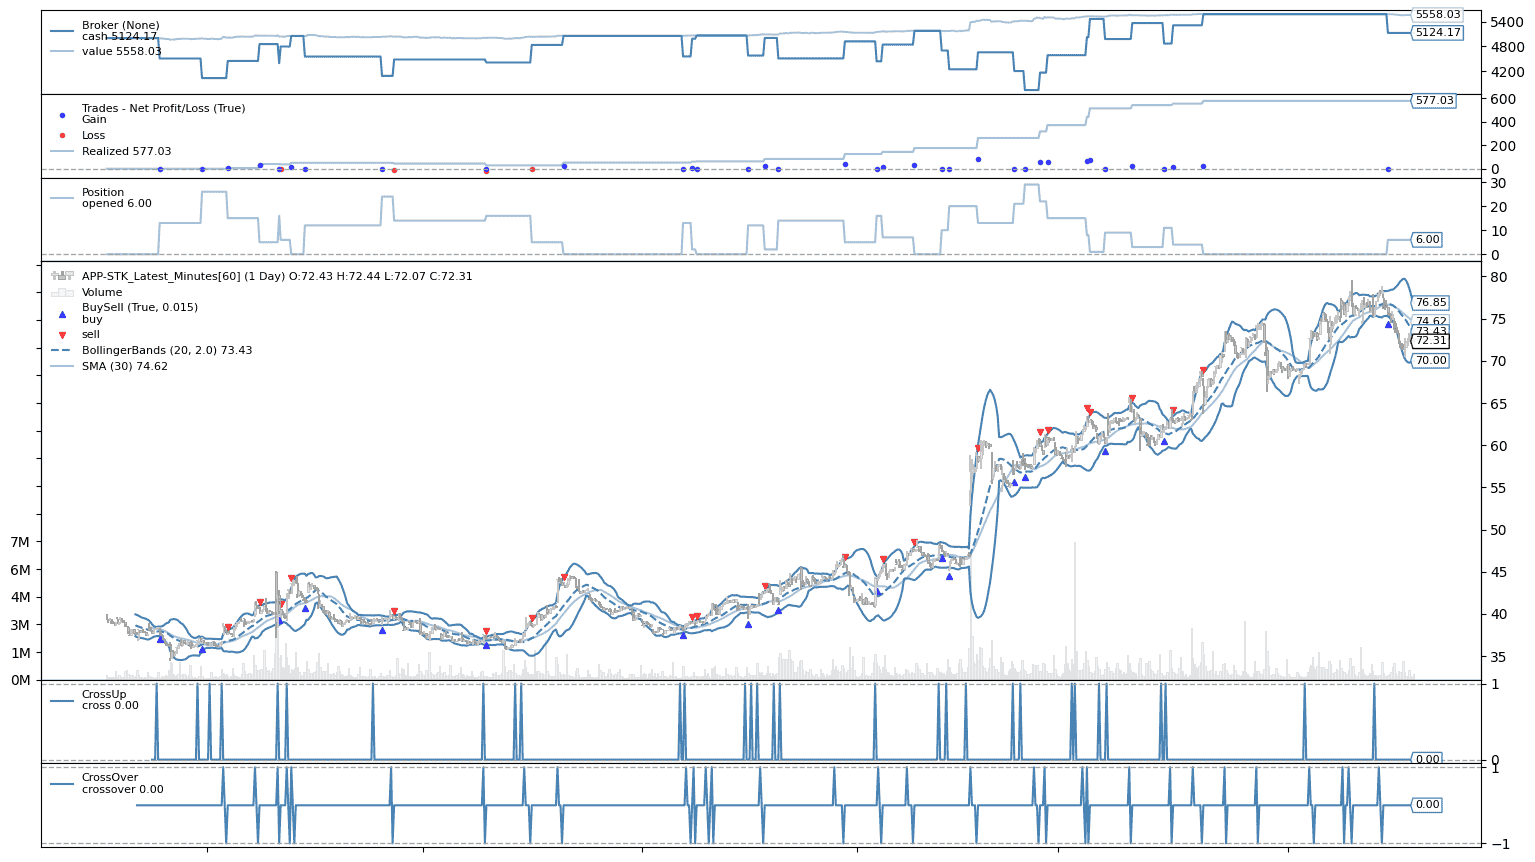 Broker (None)
cash 5124.17
value 5558.03
5558.03
5124.17
5400
4800
4200
Trades - Net Profit/Loss (True)
Gain
Loss
Realized 577.03
577.03
600
400
200
0
Position
opened 6.00
6.00
30
20
10
0
APP-STK_Latest_Minutes[60] (1 Day) O:72.43 H:72.44 L:72.07 C:72.31
Volume
BuySell (True, 0.015)
buy
sell
BollingerBands (20, 2.0) 73.43
SMA (30) 74.62
76.85
74.62
73.43
72.31
70.00
80
75
70
65
60
55
50
45
40
35
7M
6M
4M
3M
1M
0M
CrossUp
cross 0.00
0.00
1
0
CrossOver
crossover 0.00
0.00
1
−1